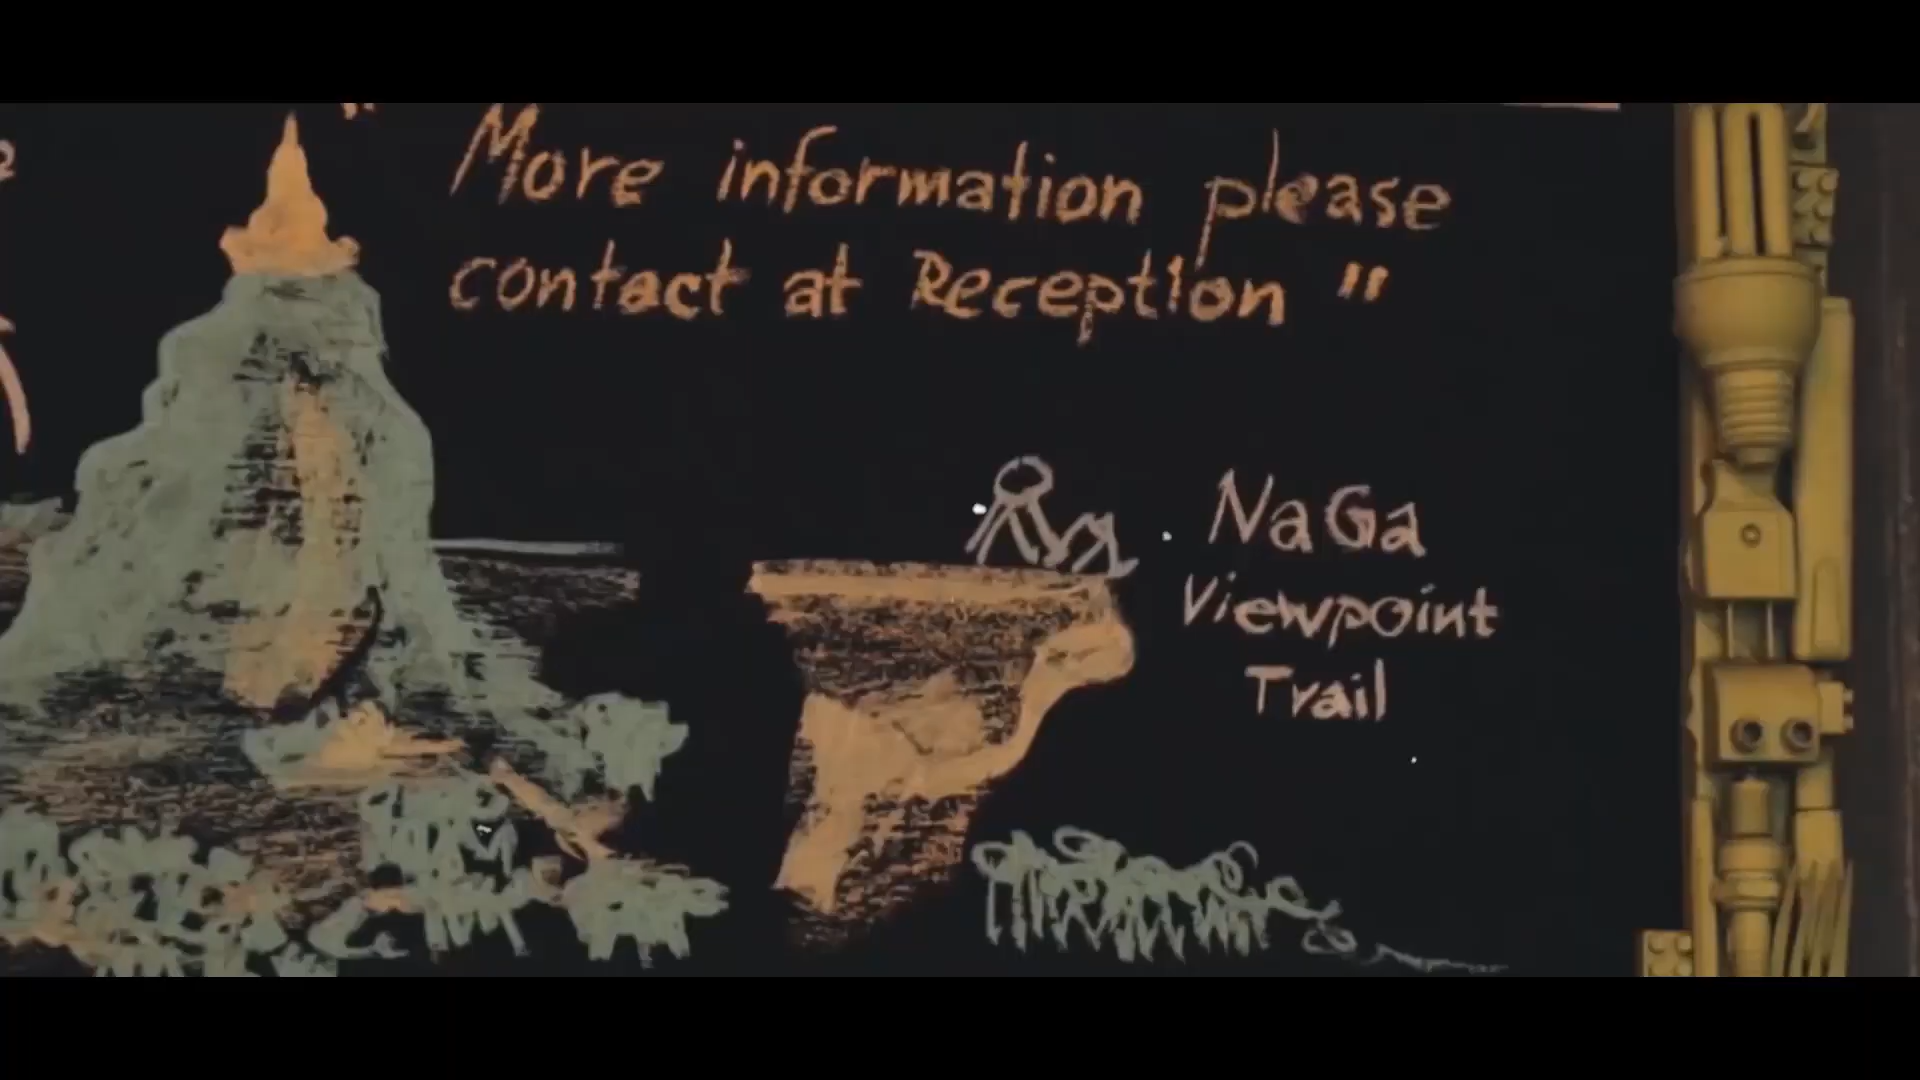 " More information please
contact at Reception "
NaGa
Viewpoint
Trail